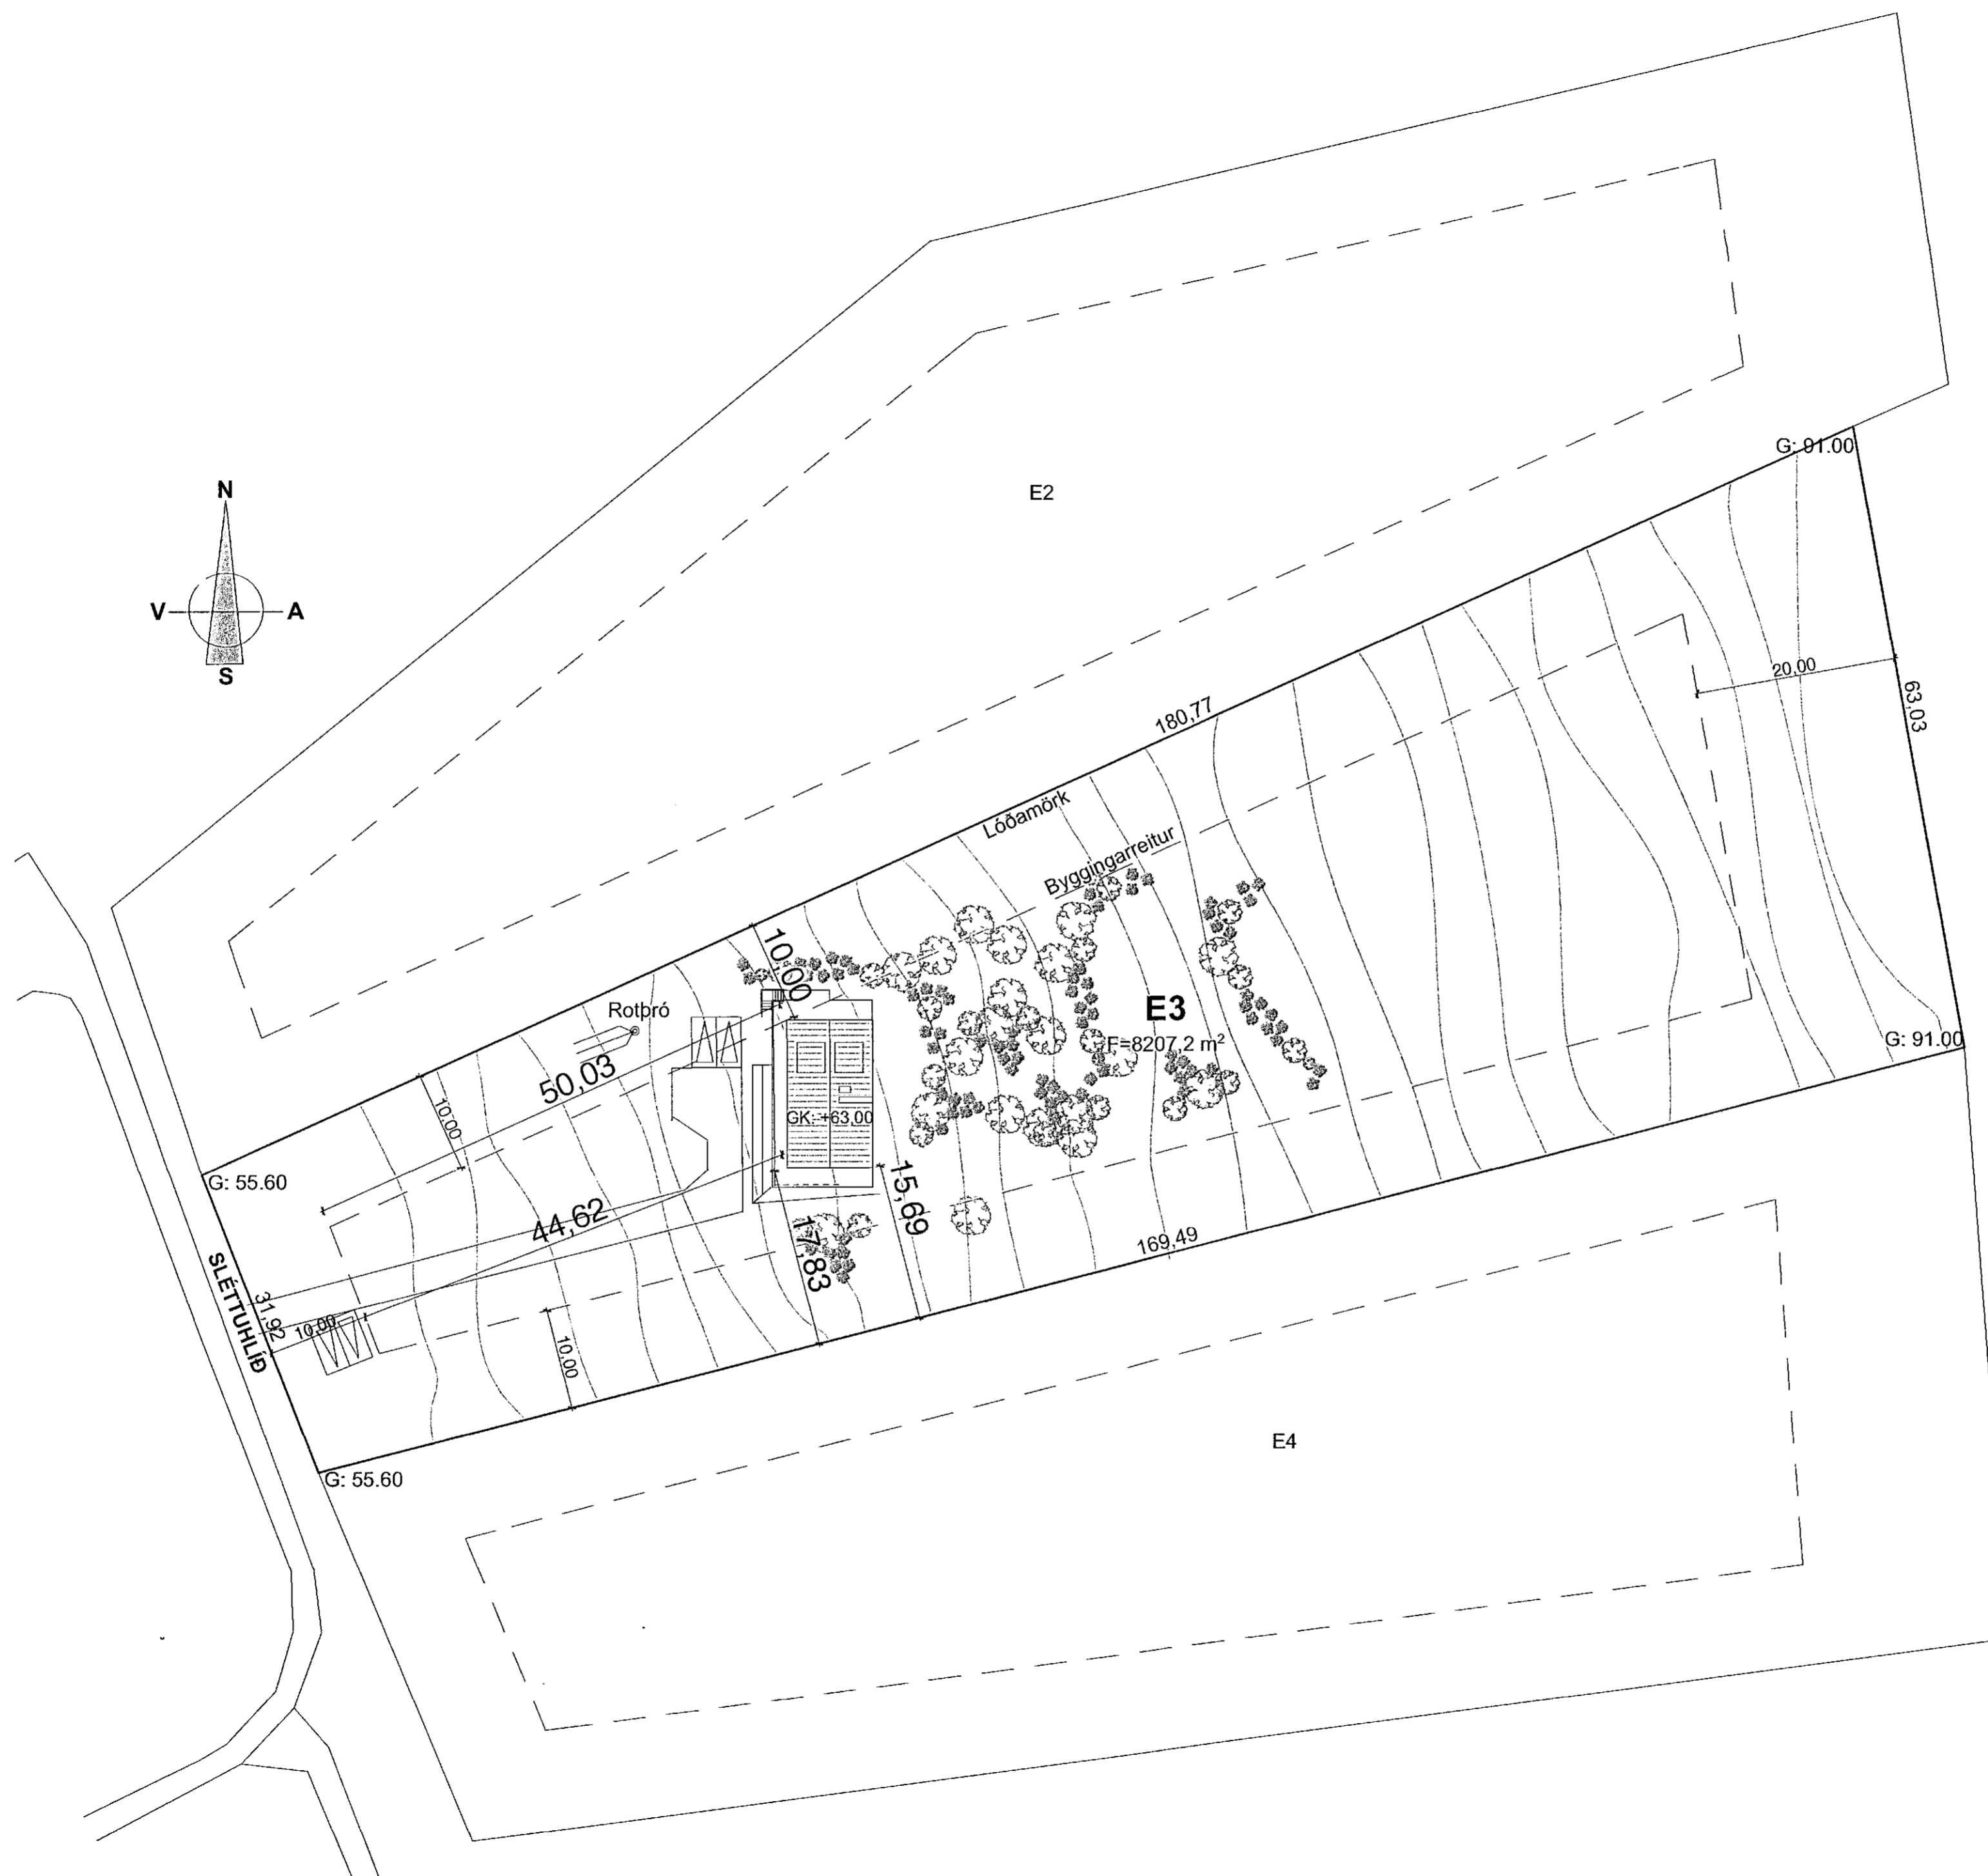 G: 91.00
E2
N
V
A
S
20,00
63,03
180,77
Lóðamörk
Byggingarreitur
10,00
E3
F=8207,2 m²
Rotþró
50,03
10,00
GK: +63,00
G: 91.00
G: 55.60
44,62
15,69
17,83
169,49
SLÉTTUHLÍÐ
31,92
10,00
10,00
E4
G: 55.60